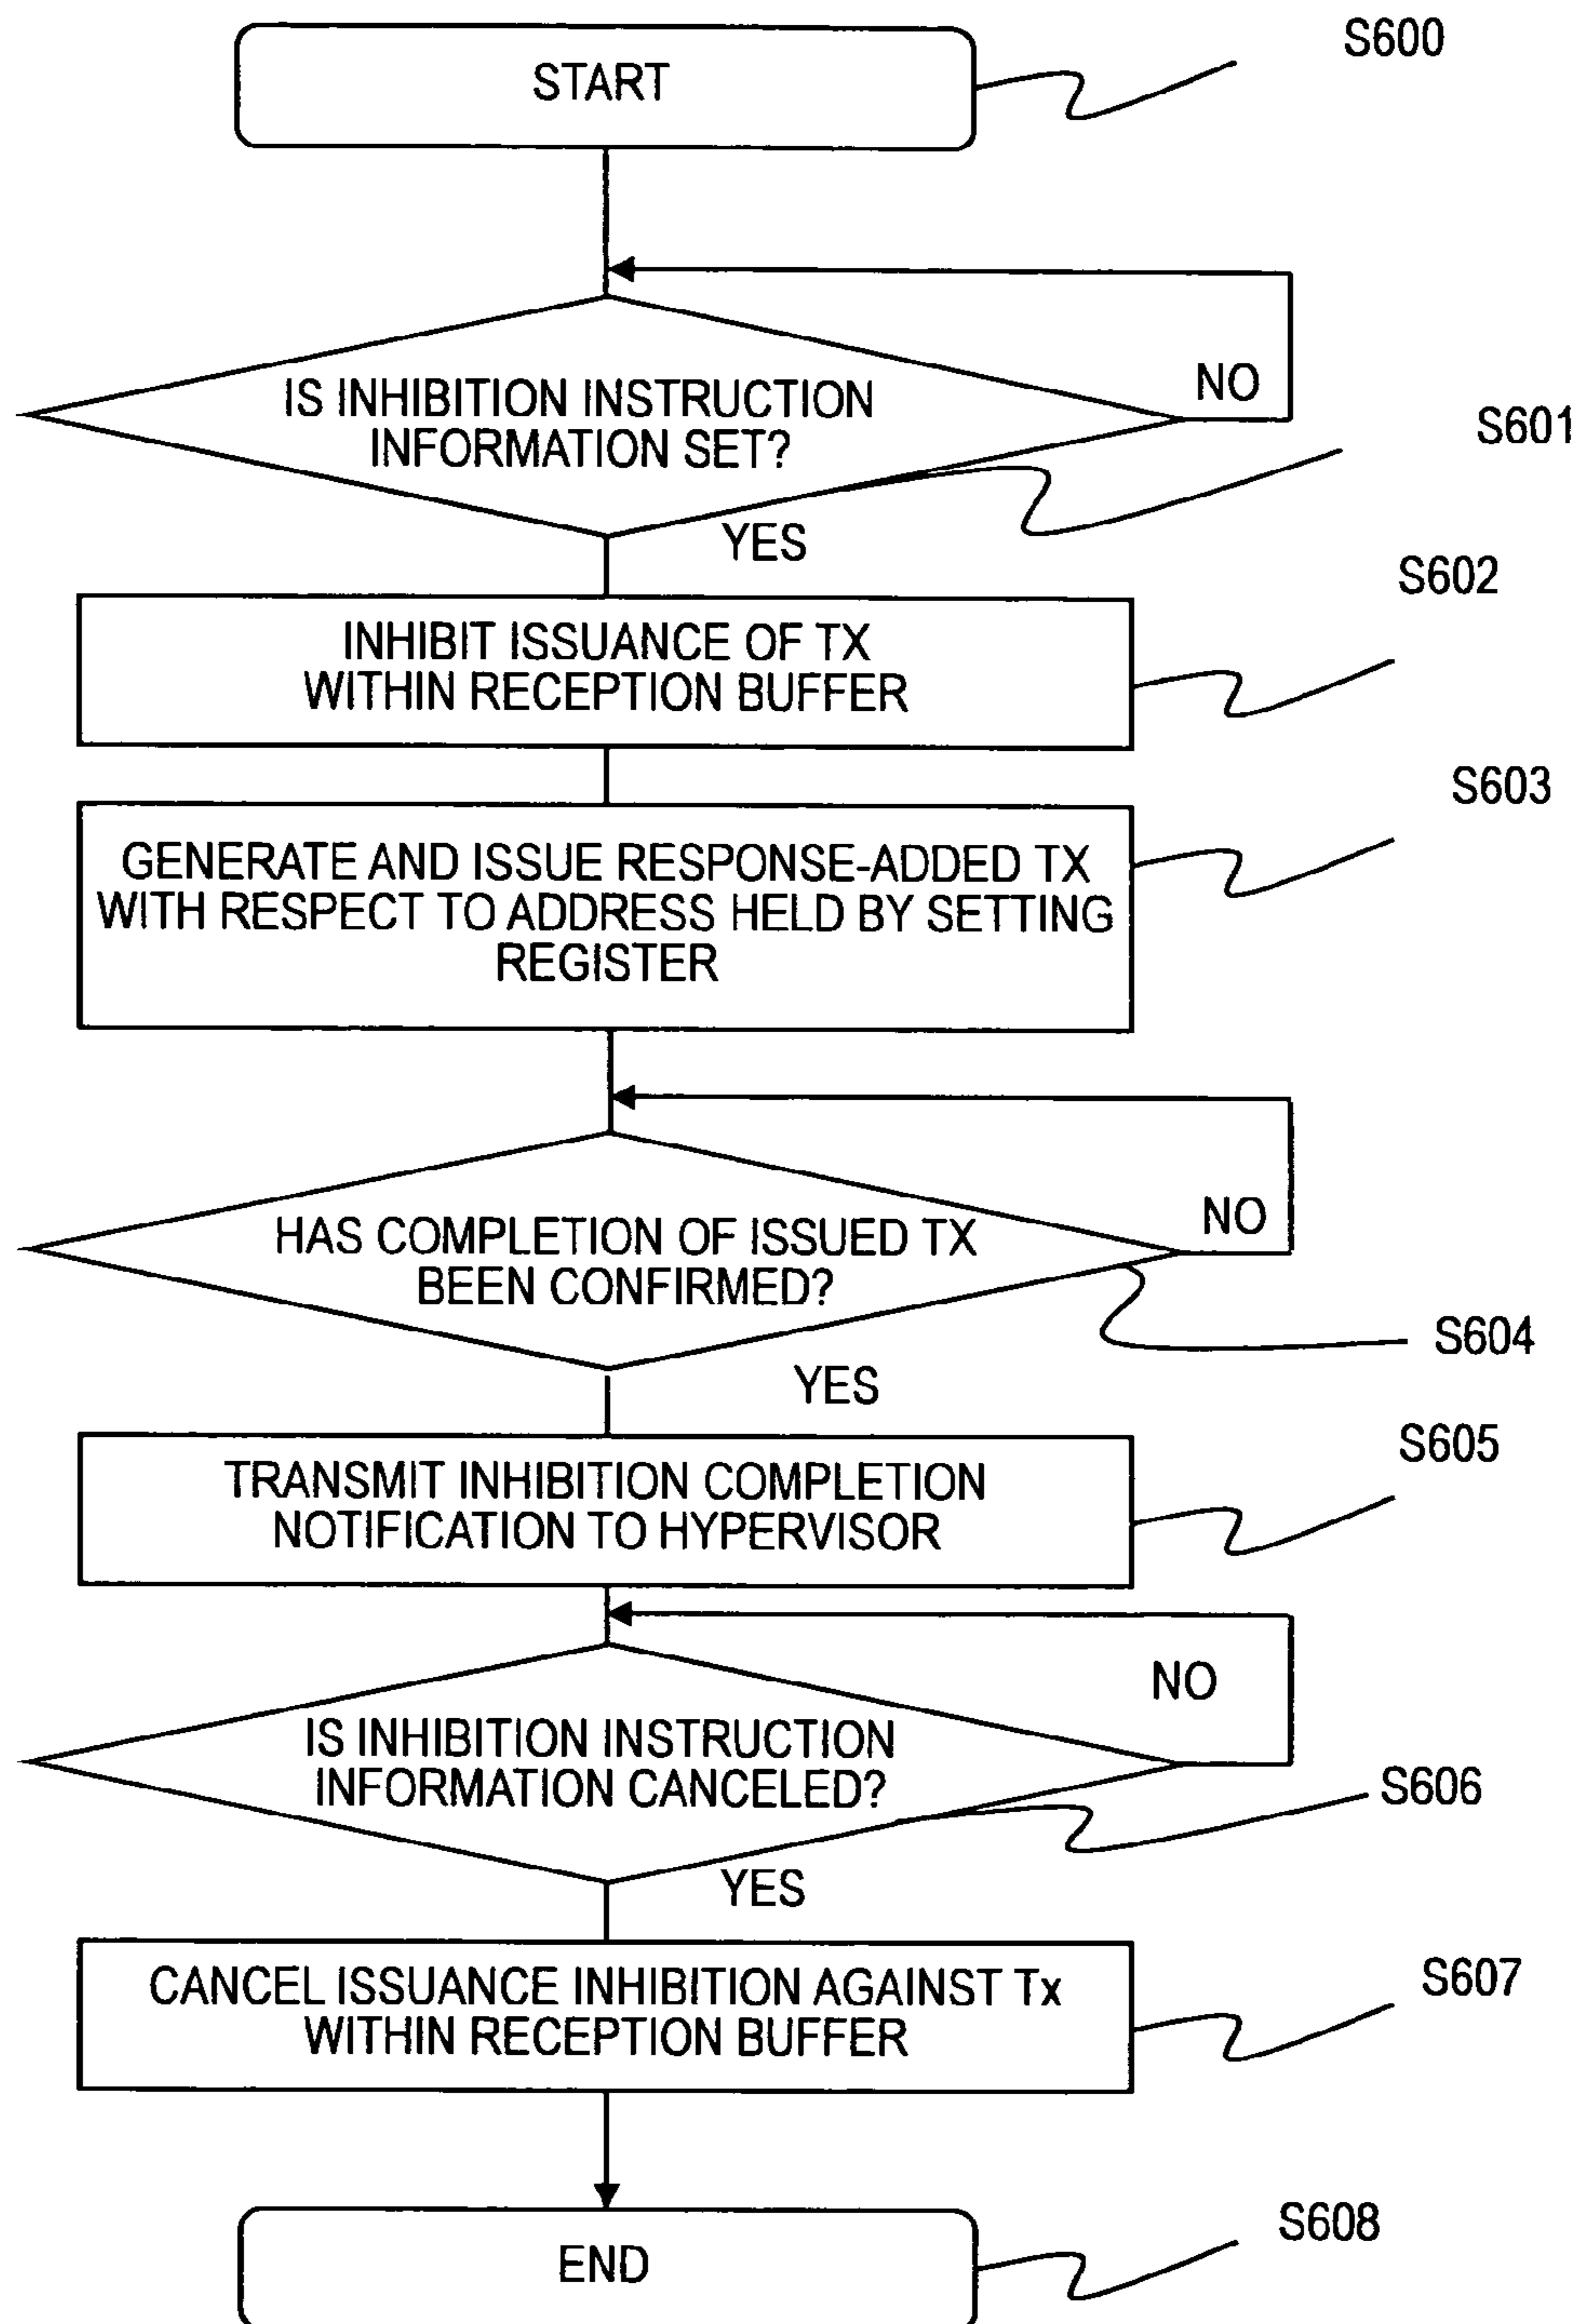 START
S600
IS INHIBITION INSTRUCTION
INFORMATION SET?
NO
S601
YES
S602
INHIBIT ISSUANCE OF TX
WITHIN RECEPTION BUFFER
S603
GENERATE AND ISSUE RESPONSE-ADDED TX
WITH RESPECT TO ADDRESS HELD BY SETTING
REGISTER
HAS COMPLETION OF ISSUED TX
BEEN CONFIRMED?
NO
S604
YES
S605
TRANSMIT INHIBITION COMPLETION
NOTIFICATION TO HYPERVISOR
NO
IS INHIBITION INSTRUCTION
INFORMATION CANCELED?
S606
YES
S607
CANCEL ISSUANCE INHIBITION AGAINST Tx
WITHIN RECEPTION BUFFER
S608
END